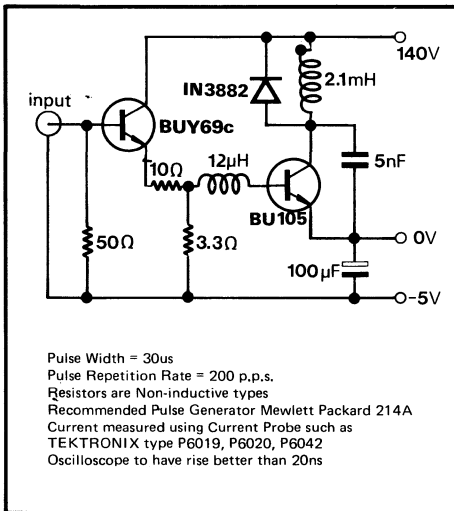 140V
IN3882
2.1mH
input
BUY69c
12µH
10Ω
5nF
BU105
50Ω
3.3Ω
0V
100µF
-5V
Pulse Width = 30us
Pulse Repetition Rate = 200 p.p.s.
Resistors are Non-inductive types
Recommended Pulse Generator Mewlett Packard 214A
Current measured using Current Probe such as
TEKTRONIX type P6019, P6020, P6042
Oscilloscope to have rise better than 20ns